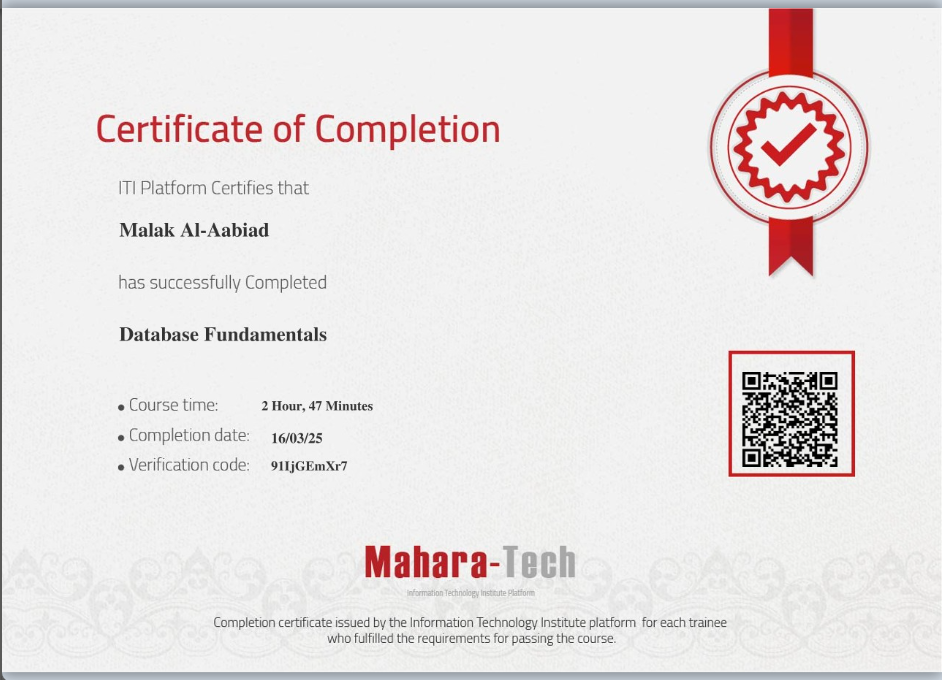 Certificate of Completion
ITI Platform Certifies that
Malak Al-Aabiad
has successfully Completed
Database Fundamentals
• Course time: 2 Hour, 47 Minutes
• Completion date: 16/03/25
• Verification code: 91IjGEmXr7
Mahara-Tech
Information Technology Institute Platform
Completion certificate issued by the Information Technology Institute platform for each trainee
who fulfilled the requirements for passing the course.